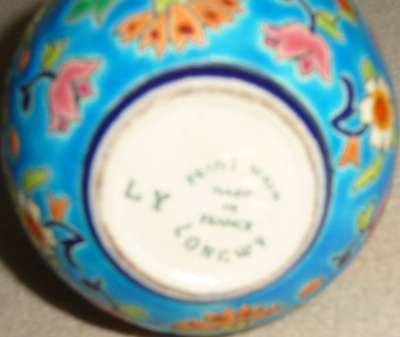 PEINT MAIN
MADE
IN
FRANCE
LONGWY
LY